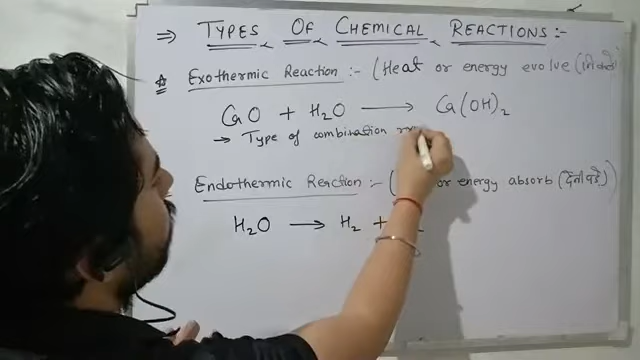 ⇒ TYPES OF CHEMICAL REACTIONS :-
* Exothermic Reaction :- (Heat or energy evolve
CaO + H₂O ⟶ Ca(OH)₂
→ Type of combination
Endothermic Reaction :- ( or energy absorb (देनी पड़े))
H₂O ⟶ H₂ +